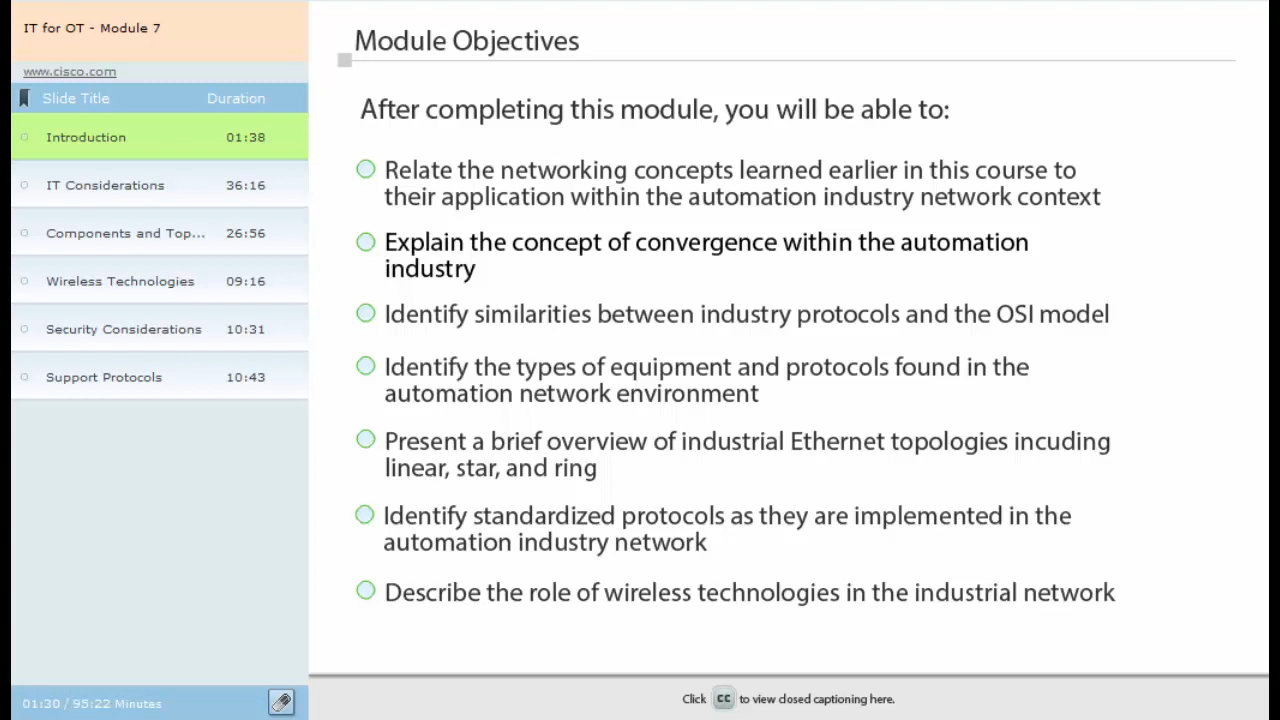 IT for OT - Module 7
www.cisco.com
Slide Title Duration
Introduction 01:38
IT Considerations 36:16
Components and Top... 26:56
Wireless Technologies 09:16
Security Considerations 10:31
Support Protocols 10:43
01:30 / 95:22 Minutes
Module Objectives
After completing this module, you will be able to:
Relate the networking concepts learned earlier in this course to
their application within the automation industry network context
Explain the concept of convergence within the automation
industry
Identify similarities between industry protocols and the OSI model
Identify the types of equipment and protocols found in the
automation network environment
Present a brief overview of industrial Ethernet topologies incuding
linear, star, and ring
Identify standardized protocols as they are implemented in the
automation industry network
Describe the role of wireless technologies in the industrial network
Click CC to view closed captioning here.